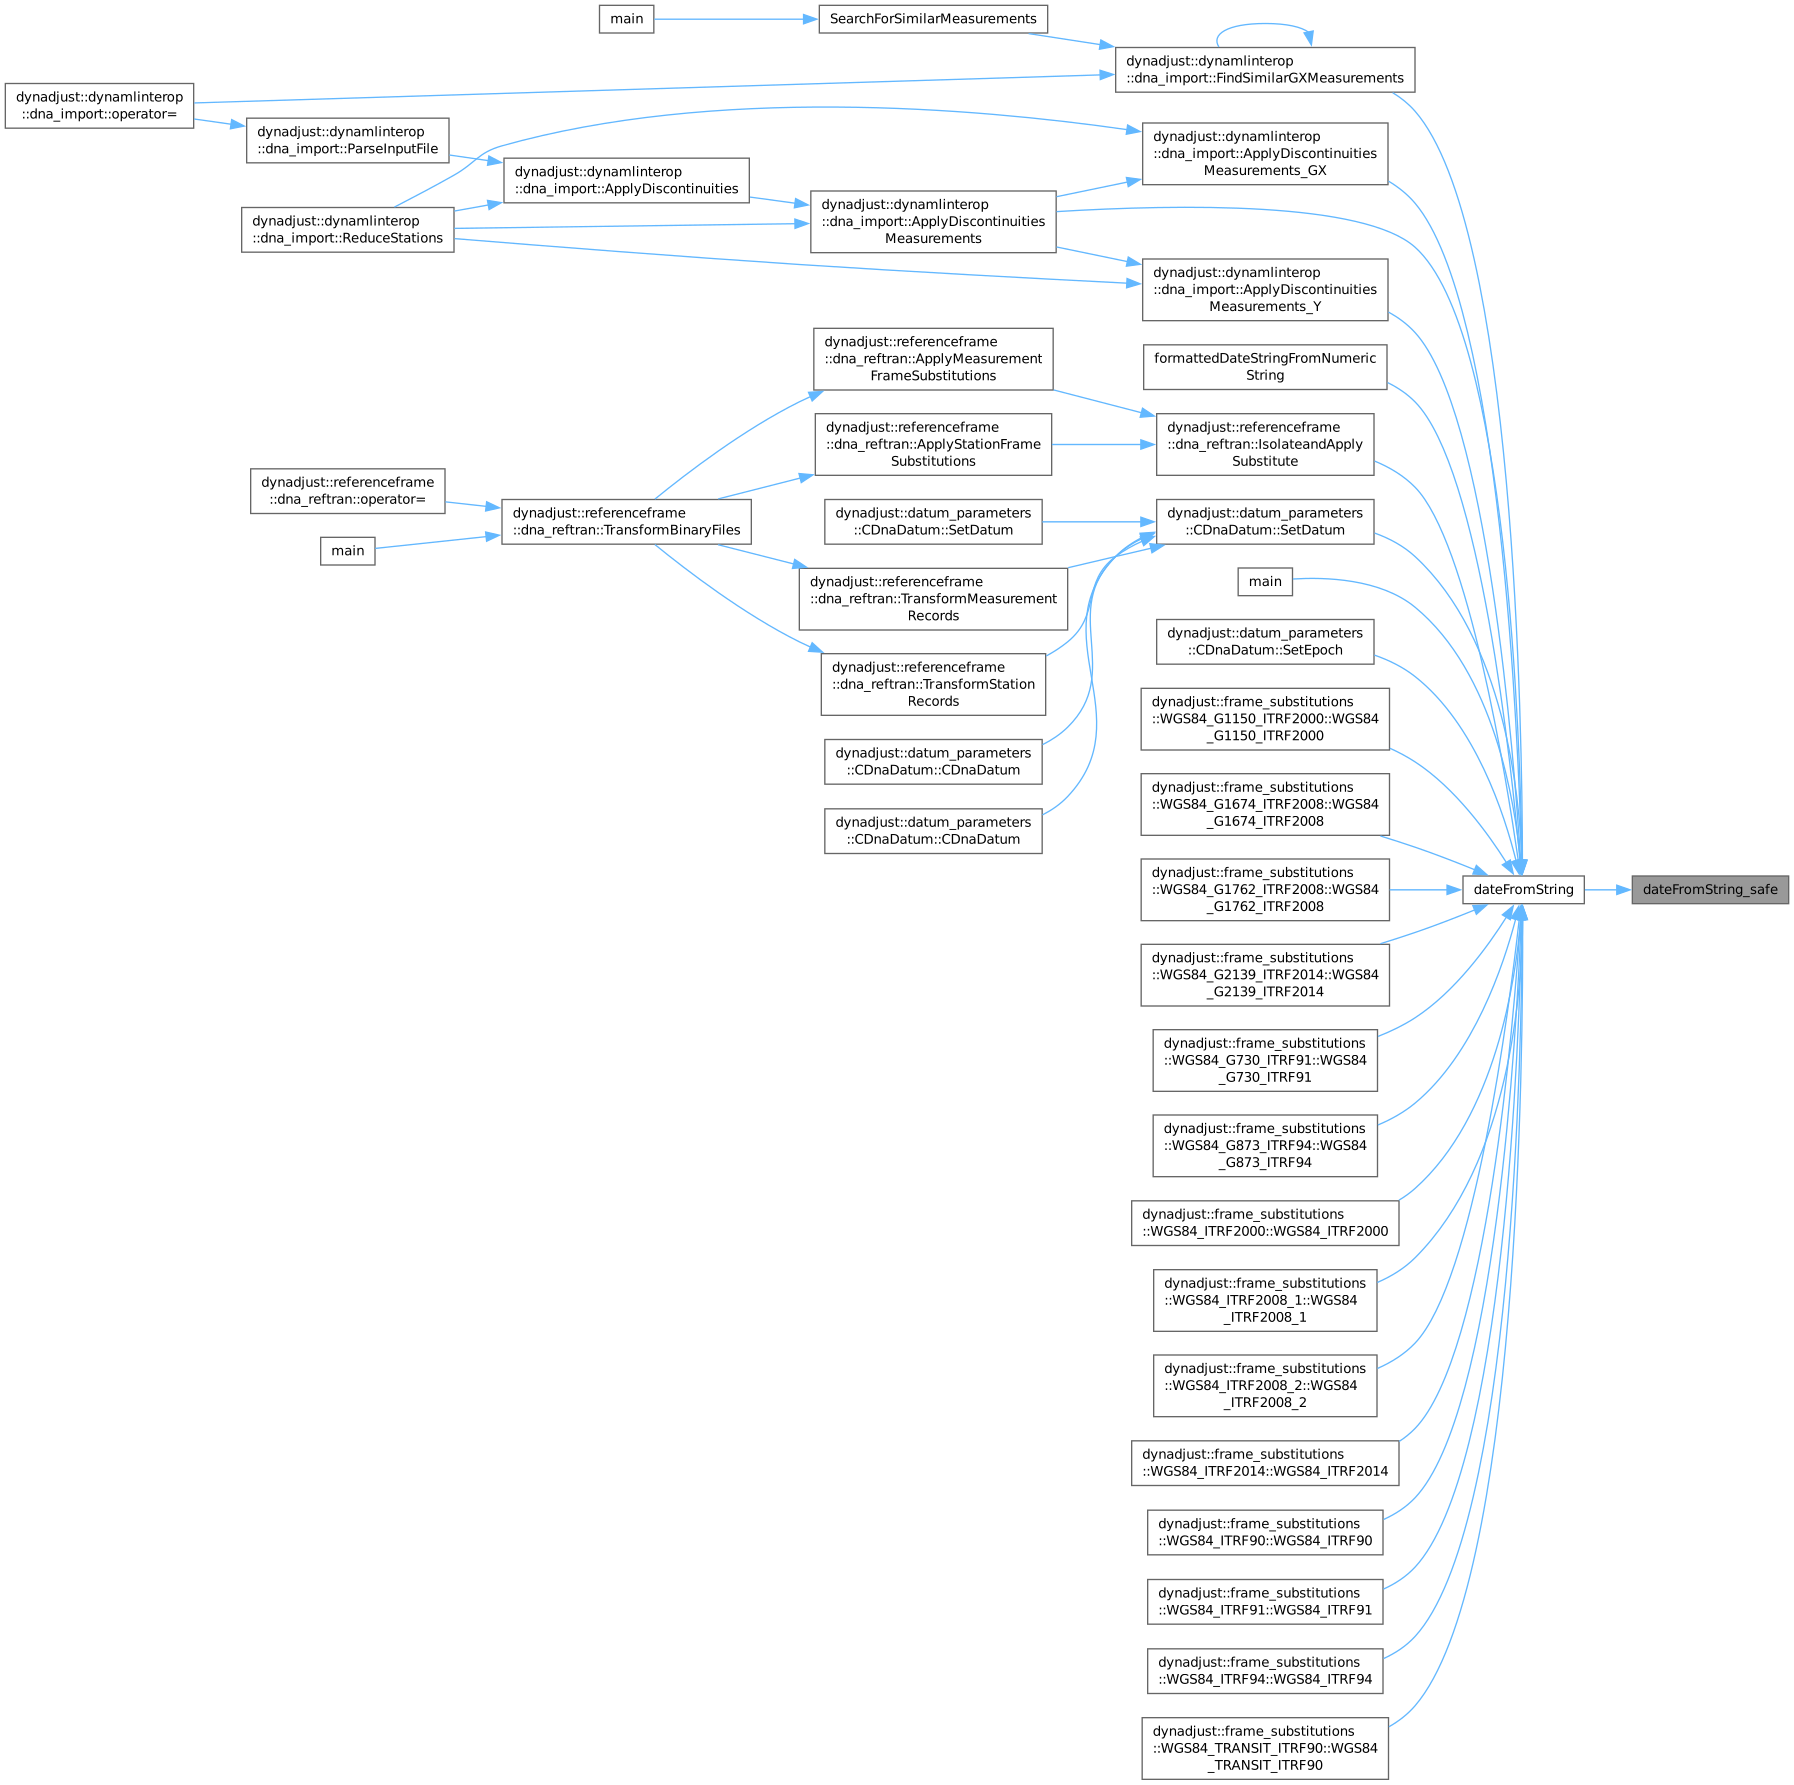 main
SearchForSimilarMeasurements
dynadjust::dynamlinterop
::dna_import::FindSimilarGXMeasurements
dynadjust::dynamlinterop
::dna_import::operator=
dynadjust::dynamlinterop
::dna_import::ParseInputFile
dynadjust::dynamlinterop
::dna_import::ApplyDiscontinuities
Measurements_GX
dynadjust::dynamlinterop
::dna_import::ApplyDiscontinuities
dynadjust::dynamlinterop
::dna_import::ReduceStations
dynadjust::dynamlinterop
::dna_import::ApplyDiscontinuities
Measurements
dynadjust::dynamlinterop
::dna_import::ApplyDiscontinuities
Measurements_Y
dynadjust::referenceframe
::dna_reftran::ApplyMeasurement
FrameSubstitutions
formattedDateStringFromNumeric
String
dynadjust::referenceframe
::dna_reftran::ApplyStationFrame
Substitutions
dynadjust::referenceframe
::dna_reftran::IsolateandApply
Substitute
dynadjust::referenceframe
::dna_reftran::operator=
main
dynadjust::referenceframe
::dna_reftran::TransformBinaryFiles
dynadjust::datum_parameters
::CDnaDatum::SetDatum
dynadjust::datum_parameters
::CDnaDatum::SetDatum
dynadjust::referenceframe
::dna_reftran::TransformMeasurement
Records
main
dynadjust::referenceframe
::dna_reftran::TransformStation
Records
dynadjust::datum_parameters
::CDnaDatum::SetEpoch
dynadjust::datum_parameters
::CDnaDatum::CDnaDatum
dynadjust::datum_parameters
::CDnaDatum::CDnaDatum
dynadjust::frame_substitutions
::WGS84_G1150_ITRF2000::WGS84
_G1150_ITRF2000
dynadjust::frame_substitutions
::WGS84_G1674_ITRF2008::WGS84
_G1674_ITRF2008
dynadjust::frame_substitutions
::WGS84_G1762_ITRF2008::WGS84
_G1762_ITRF2008
dateFromString
dateFromString_safe
dynadjust::frame_substitutions
::WGS84_G2139_ITRF2014::WGS84
_G2139_ITRF2014
dynadjust::frame_substitutions
::WGS84_G730_ITRF91::WGS84
_G730_ITRF91
dynadjust::frame_substitutions
::WGS84_G873_ITRF94::WGS84
_G873_ITRF94
dynadjust::frame_substitutions
::WGS84_ITRF2000::WGS84_ITRF2000
dynadjust::frame_substitutions
::WGS84_ITRF2008_1::WGS84
_ITRF2008_1
dynadjust::frame_substitutions
::WGS84_ITRF2008_2::WGS84
_ITRF2008_2
dynadjust::frame_substitutions
::WGS84_ITRF2014::WGS84_ITRF2014
dynadjust::frame_substitutions
::WGS84_ITRF90::WGS84_ITRF90
dynadjust::frame_substitutions
::WGS84_ITRF91::WGS84_ITRF91
dynadjust::frame_substitutions
::WGS84_ITRF94::WGS84_ITRF94
dynadjust::frame_substitutions
::WGS84_TRANSIT_ITRF90::WGS84
_TRANSIT_ITRF90